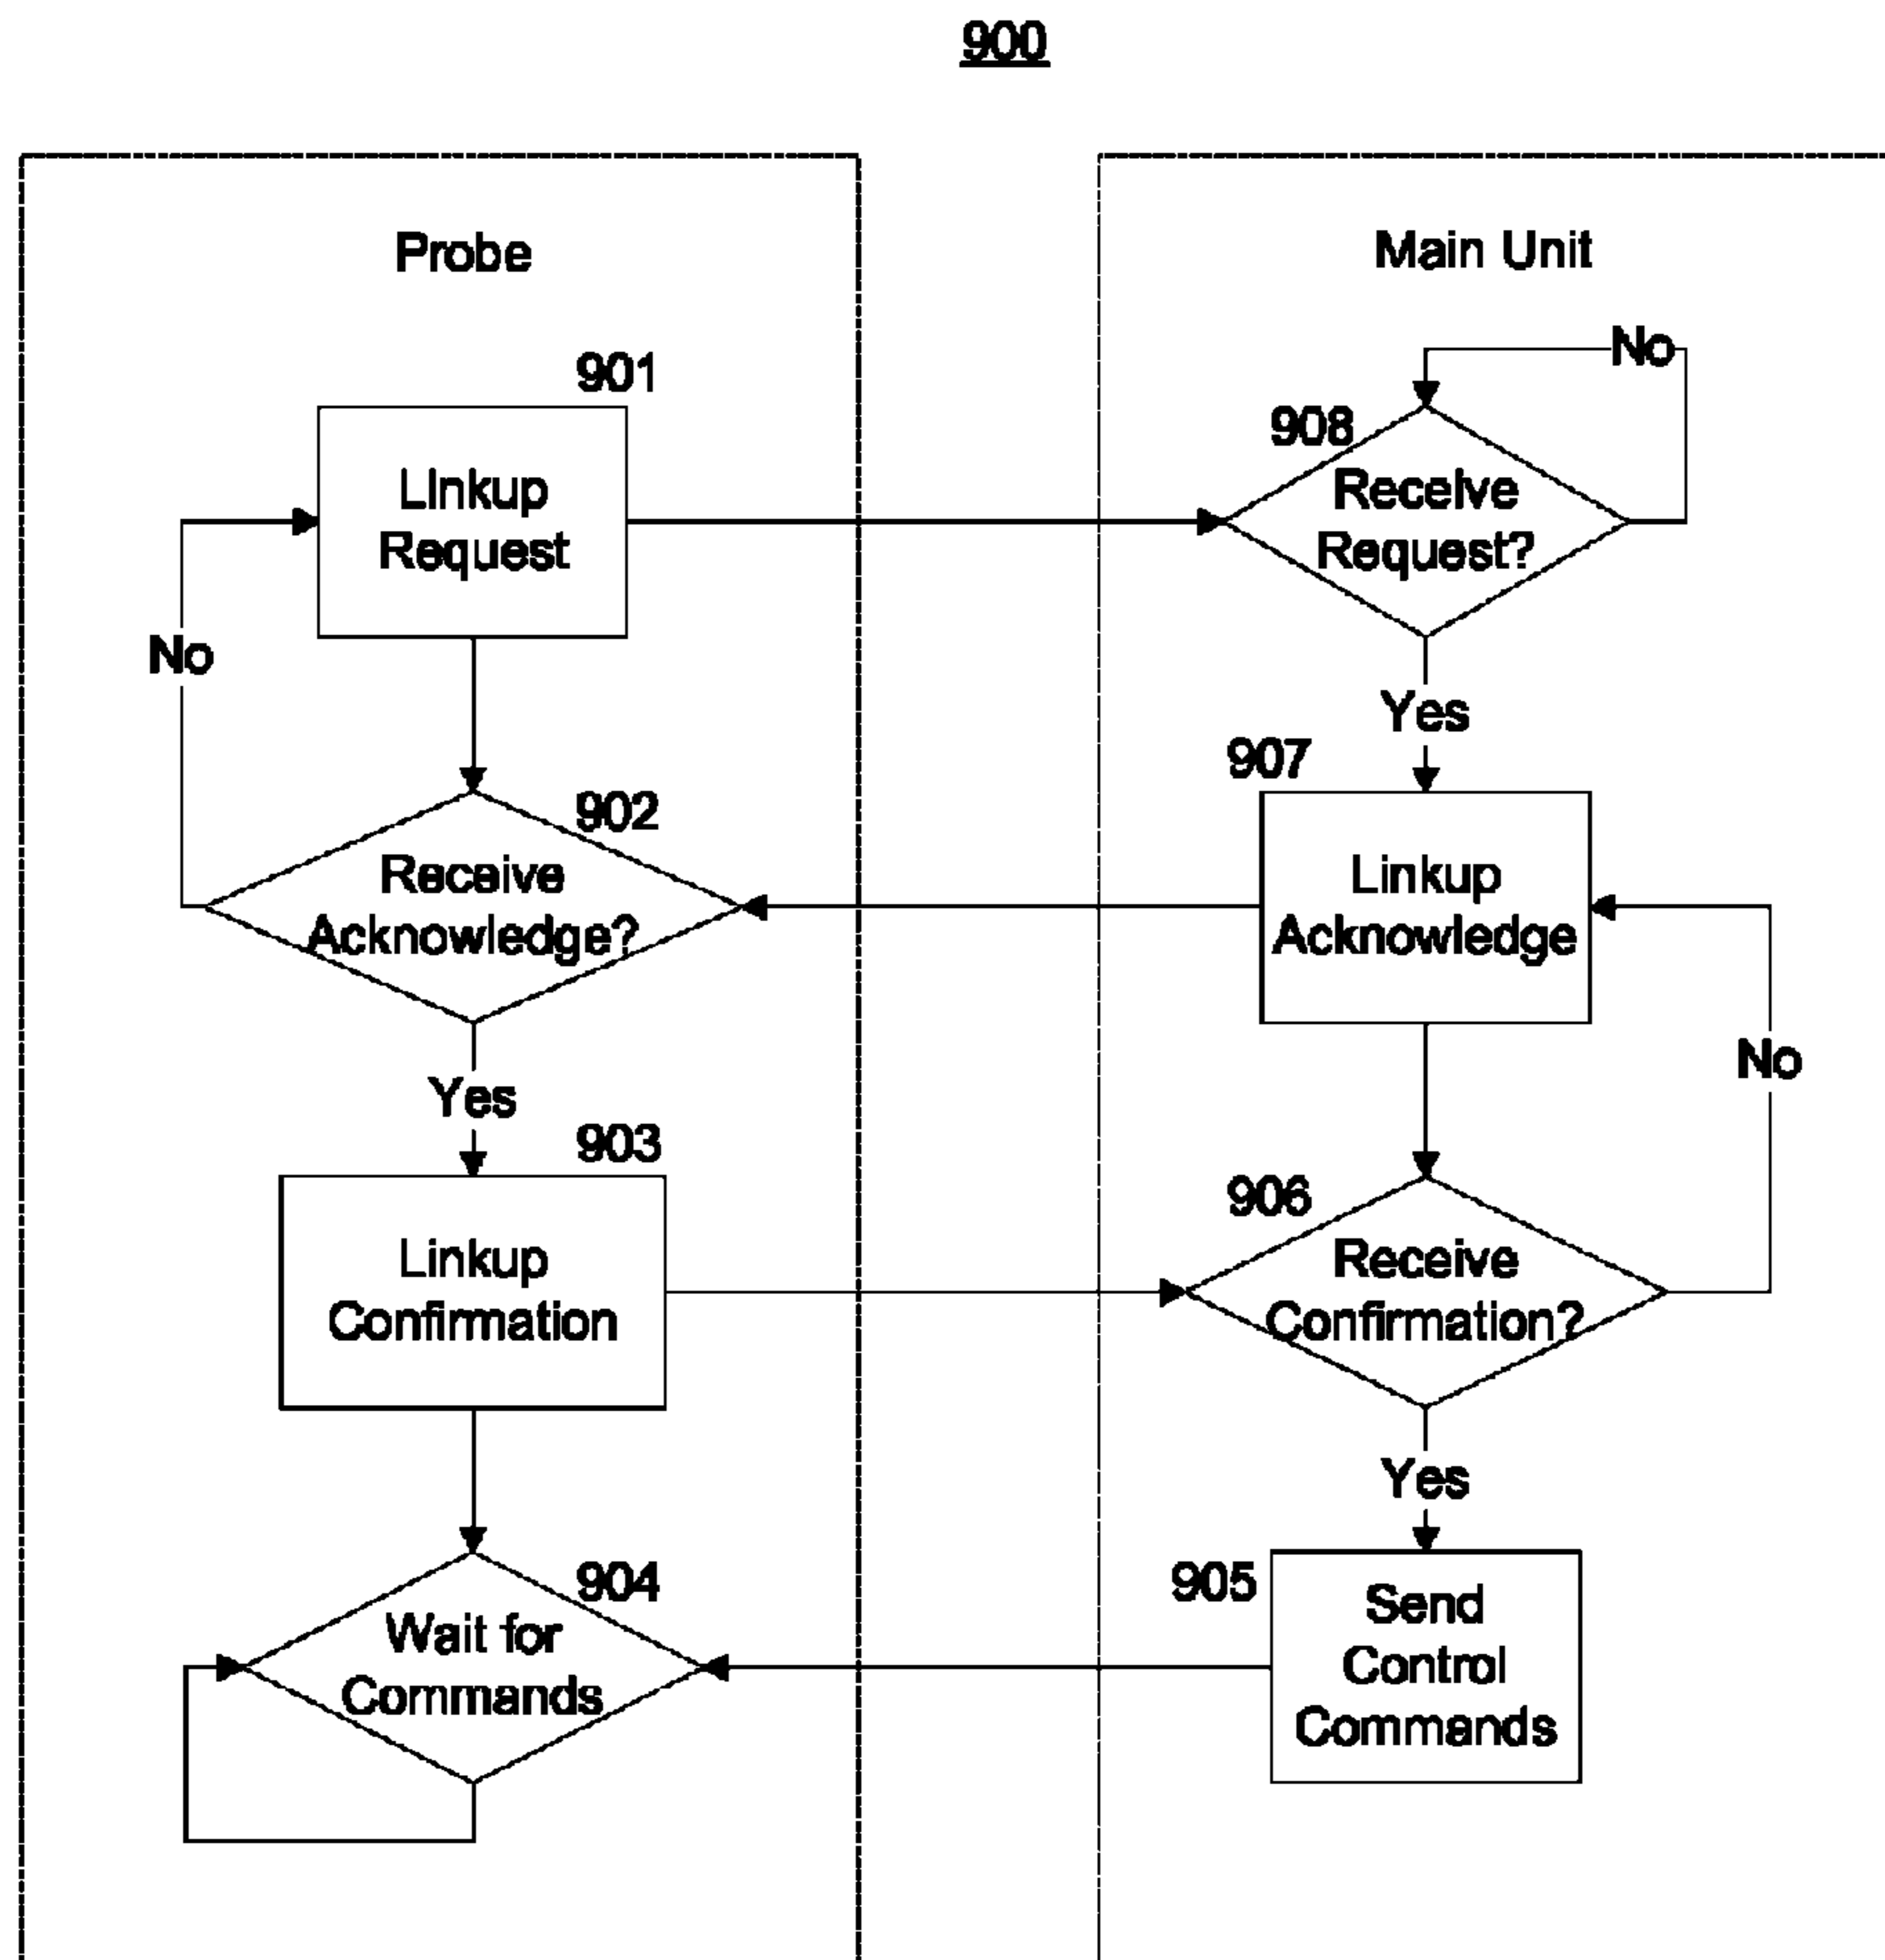 900
Probe
901
Linkup
Request
No
902
Receive
Acknowledge?
Yes
903
Linkup
Confirmation
904
Wait for
Commands
Main Unit
No
908
Receive
Request?
Yes
907
Linkup
Acknowledge
No
906
Receive
Confirmation?
Yes
905
Send
Control
Commands